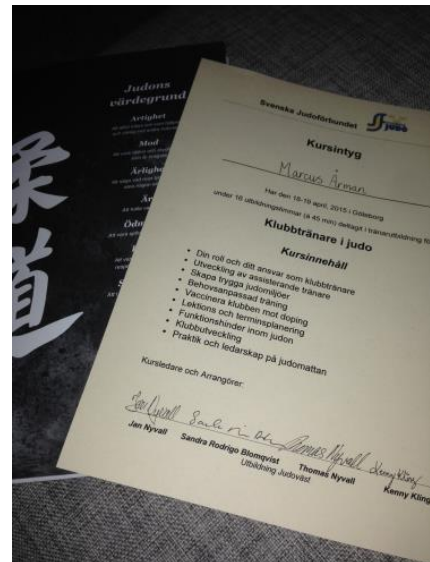 Judons
värdegrund
Artighet
Mod
Ärlighet
柔道
Svenska Judoförbundet
judo
Kursintyg
Marcus Årman
Har den 18-19 april, 2015 i Göteborg
under 16 utbildningstimmar (à 45 min) deltagit i tränarutbildning
Klubbtränare i judo
Kursinnehåll
• Din roll och ditt ansvar som klubbtränare
• Utveckling av assisterande tränare
• Skapa trygga judomiljöer
• Behovsanpassad träning
• Vaccinera klubben mot doping
• Lektions och terminsplanering
• Funktionshinder inom judon
• Klubbutveckling
• Praktik och ledarskap på judomattan
Kursledare och Arrangörer:
Jan Nyvall Sandra Rodrigo Blomqvist Thomas Nyvall Kenny Kling
Utbildning Judoväst